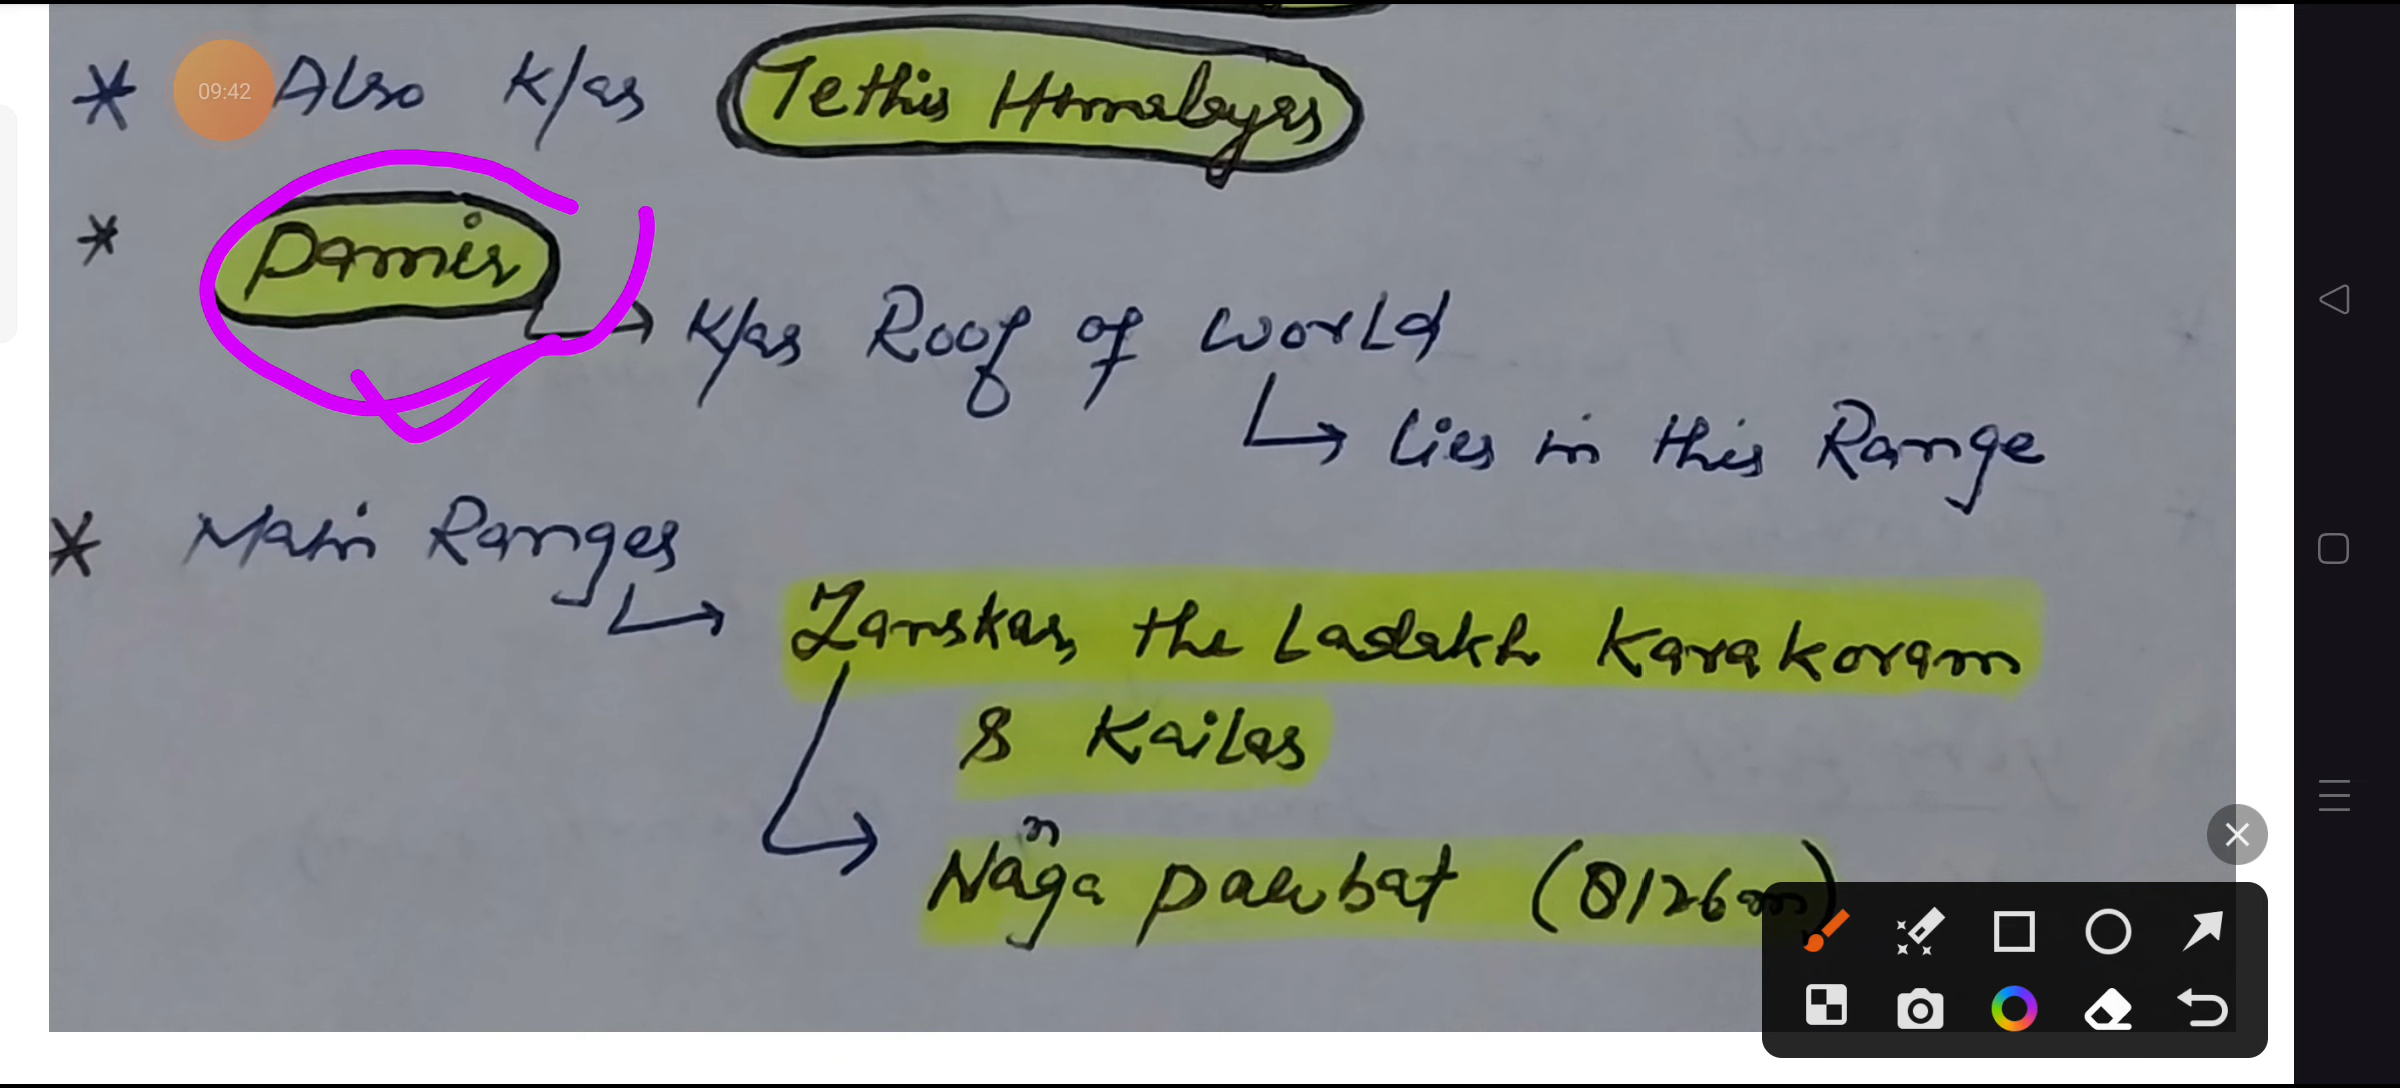 * Also K/as Tethis Himalayas
09:42
* Pamir
K/as Roof of world
Lies in this Range
* Main Ranges
Zanskar, the Ladakh Karakoram
& Kailas
Nanga Parbat (8126m)